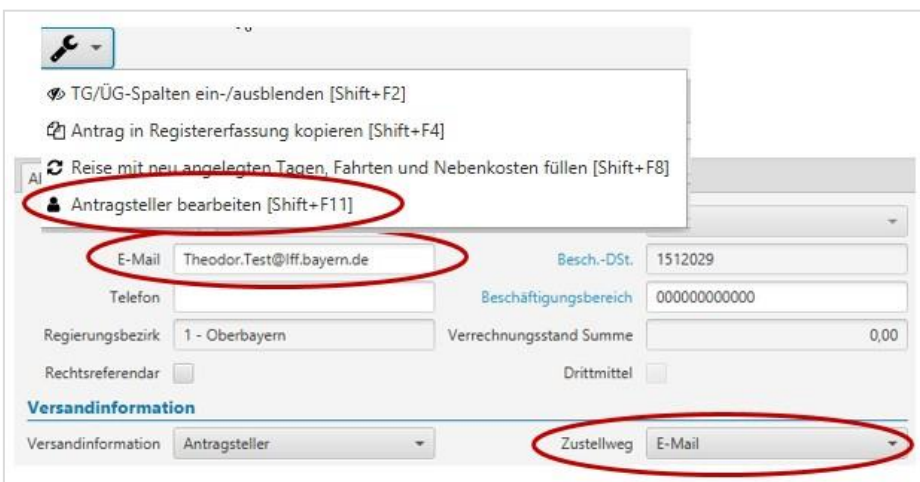 TG/ÜG-Spalten ein-/ausblenden [Shift+F2]
Antrag in Registererfassung kopieren [Shift+F4]
Reise mit neu angelegten Tagen, Fahrten und Nebenkosten füllen [Shift+F8]
Antragsteller bearbeiten [Shift+F11]
E-Mail Theodor.Test@lff.bayern.de Besch.-DSt. 1512029
Telefon Beschäftigungsbereich 000000000000
Regierungsbezirk 1 - Oberbayern Verrechnungsstand Summe 0,00
Rechtsreferendar Drittmittel
Versandinformation
Versandinformation Antragsteller Zustellweg E-Mail